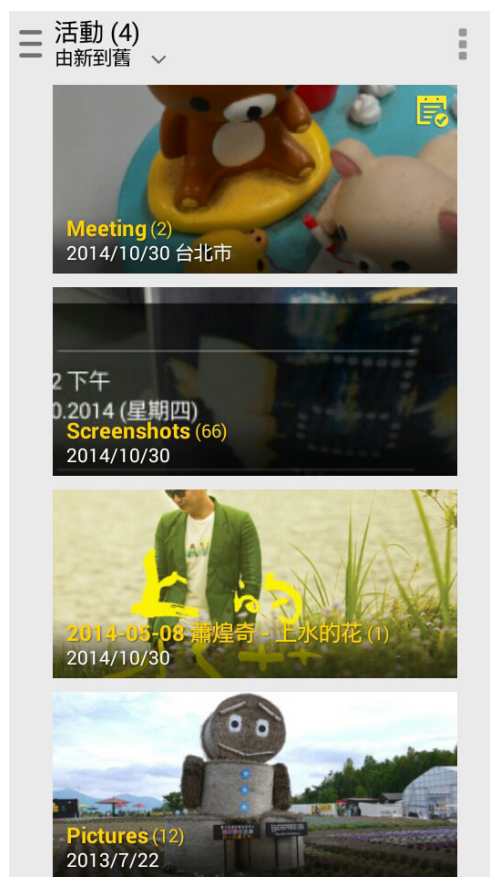 活動 (4)
由新到舊
Meeting (2)
2014/10/30 台北市
2 下午
0.2014 (星期四)
Screenshots (66)
2014/10/30
上的
2014-05-08 蕭煌奇 - 上水的花 (1)
2014/10/30
Pictures (12)
2013/7/22